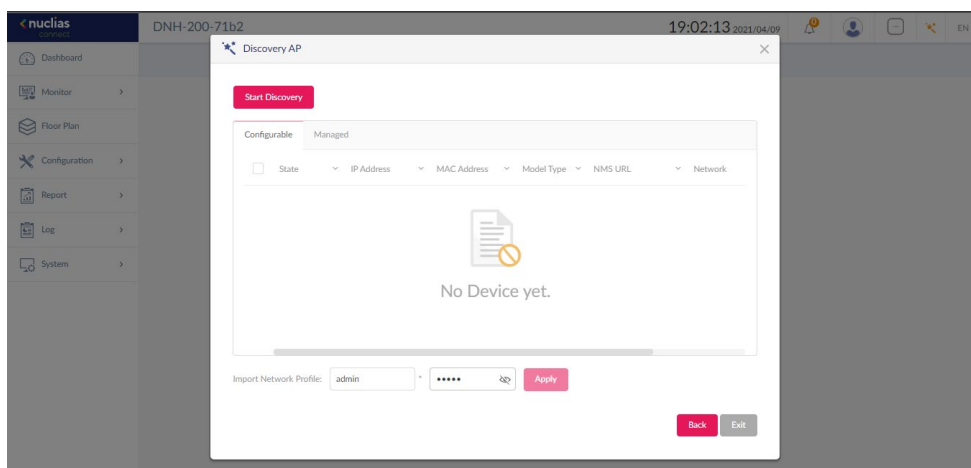 nuclias
connect
DNH-200-71b2
19:02:13 2021/04/09
EN
Dashboard
Monitor
Floor Plan
Configuration
Report
Log
System
Discovery AP
Start Discovery
Configurable Managed
State IP Address MAC Address Model Type NMS URL Network
No Device yet.
Import Network Profile: admin * ••••• Apply
Back Exit